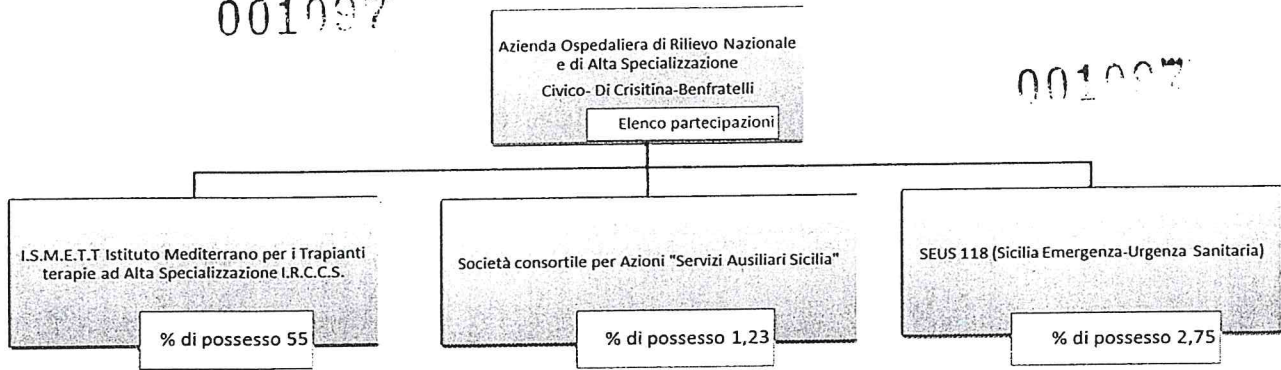 001097
Azienda Ospedaliera di Rilievo Nazionale
e di Alta Specializzazione
Civico- Di Crisitina-Benfratelli
Elenco partecipazioni
I.S.M.E.T.T Istituto Mediterrano per i Trapianti
terapie ad Alta Specializzazione I.R.C.C.S.
% di possesso 55
Società consortile per Azioni "Servizi Ausiliari Sicilia"
% di possesso 1,23
SEUS 118 (Sicilia Emergenza-Urgenza Sanitaria)
% di possesso 2,75